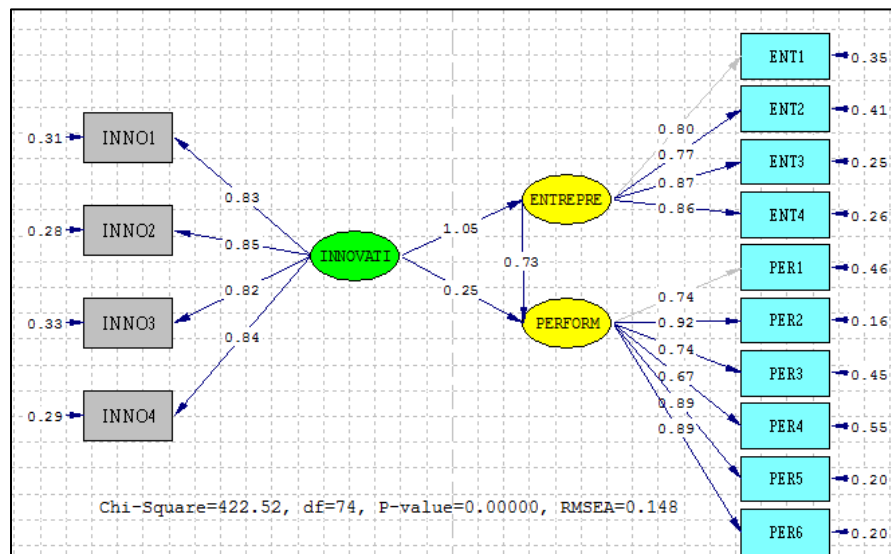 ENT1
0.35
ENT2
0.41
ENT3
0.25
ENT4
0.26
PER1
0.46
PER2
0.16
PER3
0.45
PER4
0.55
PER5
0.20
PER6
0.20
0.31
INNO1
0.28
INNO2
0.33
INNO3
0.29
INNO4
0.83
0.85
0.82
0.84
INNOVATI
1.05
0.25
ENTREPRE
0.73
PERFORM
0.80
0.77
0.87
0.86
0.74
0.92
0.74
0.67
0.89
0.89
Chi-Square=422.52, df=74, P-value=0.00000, RMSEA=0.148